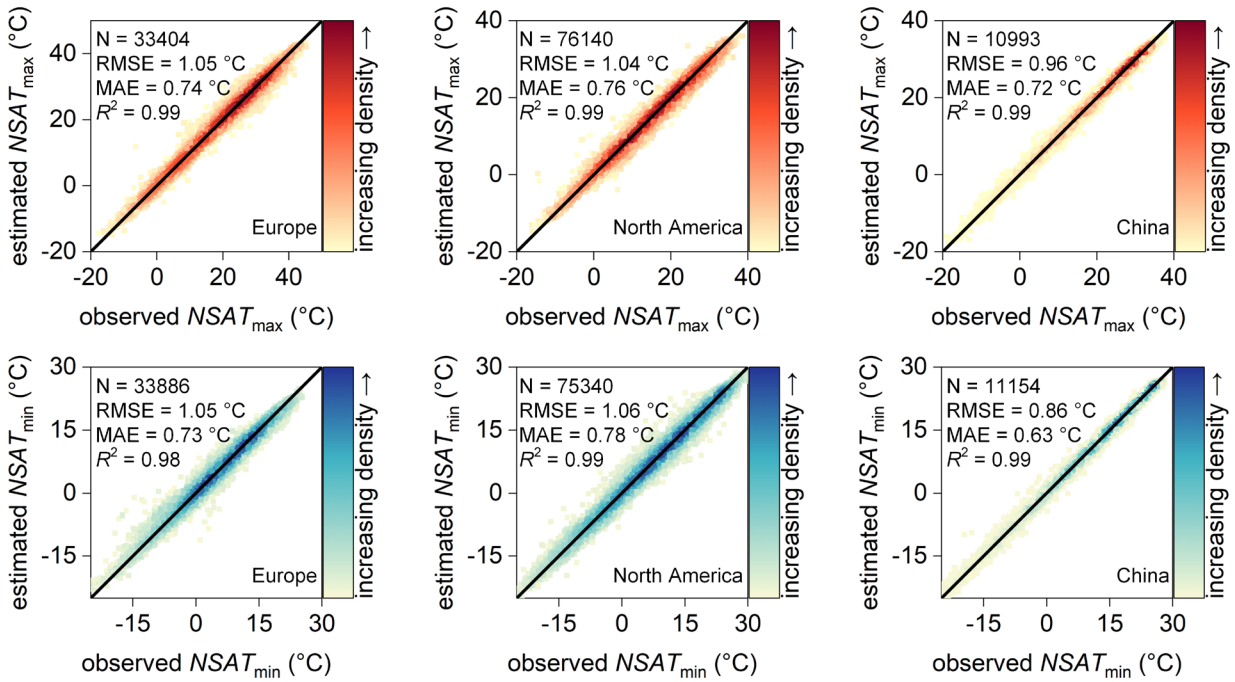 estimated NSATmax (°C)
40
20
0
-20
N = 33404
RMSE = 1.05 °C
MAE = 0.74 °C
R² = 0.99
Europe
increasing density →
-20 0 20 40
observed NSATmax (°C)
estimated NSATmax (°C)
40
20
0
-20
N = 76140
RMSE = 1.04 °C
MAE = 0.76 °C
R² = 0.99
North America
increasing density →
-20 0 20 40
observed NSATmax (°C)
estimated NSATmax (°C)
40
20
0
-20
N = 10993
RMSE = 0.96 °C
MAE = 0.72 °C
R² = 0.99
China
increasing density →
-20 0 20 40
observed NSATmax (°C)
estimated NSATmin (°C)
30
15
0
-15
N = 33886
RMSE = 1.05 °C
MAE = 0.73 °C
R² = 0.98
Europe
increasing density →
-15 0 15 30
observed NSATmin (°C)
estimated NSATmin (°C)
30
15
0
-15
N = 75340
RMSE = 1.06 °C
MAE = 0.78 °C
R² = 0.99
North America
increasing density →
-15 0 15 30
observed NSATmin (°C)
estimated NSATmin (°C)
30
15
0
-15
N = 11154
RMSE = 0.86 °C
MAE = 0.63 °C
R² = 0.99
China
increasing density →
-15 0 15 30
observed NSATmin (°C)